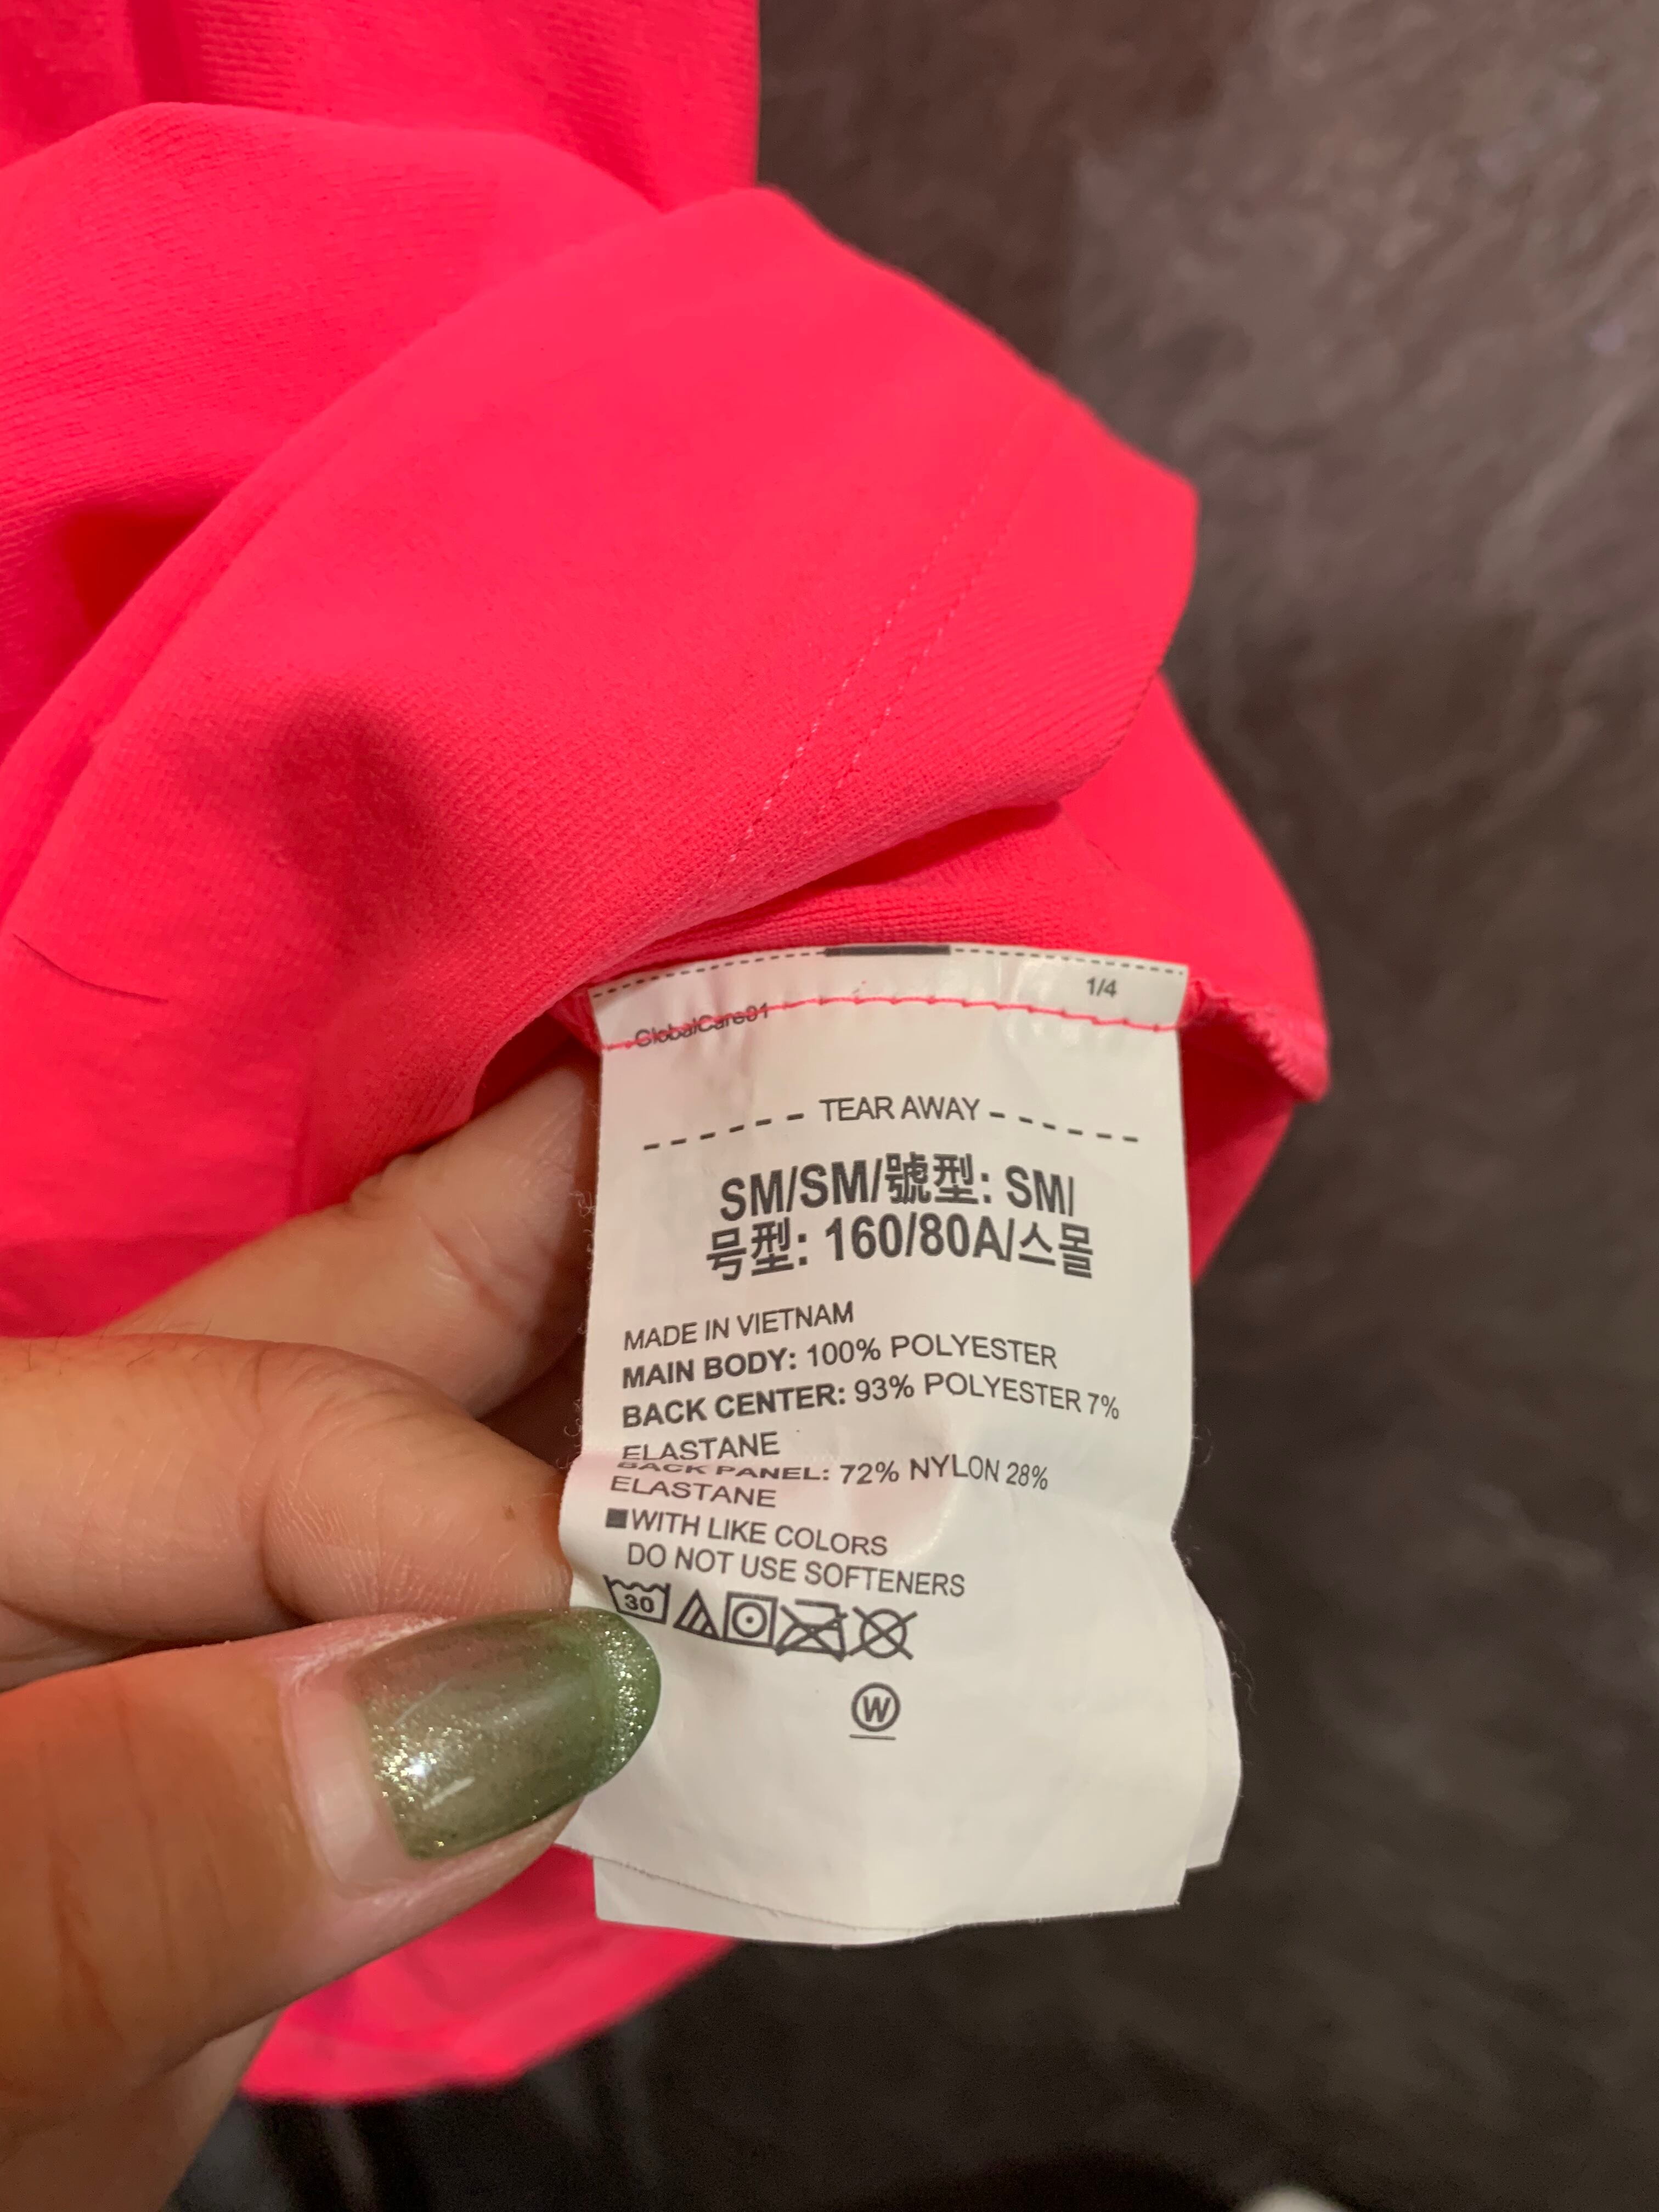 1/4
GlobalCare01
TEAR AWAY
SM/SM/號型: SM/
号型: 160/80A/스몰
MADE IN VIETNAM
MAIN BODY: 100% POLYESTER
BACK CENTER: 93% POLYESTER 7%
ELASTANE
BACK PANEL: 72% NYLON 28%
ELASTANE
WITH LIKE COLORS
DO NOT USE SOFTENERS
30
W